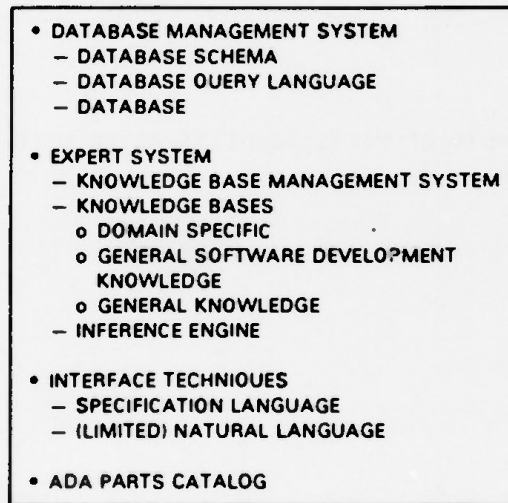 • DATABASE MANAGEMENT SYSTEM
– DATABASE SCHEMA
– DATABASE QUERY LANGUAGE
– DATABASE
• EXPERT SYSTEM
– KNOWLEDGE BASE MANAGEMENT SYSTEM
– KNOWLEDGE BASES
o DOMAIN SPECIFIC
o GENERAL SOFTWARE DEVELOPMENT
KNOWLEDGE
o GENERAL KNOWLEDGE
– INFERENCE ENGINE
• INTERFACE TECHNIQUES
– SPECIFICATION LANGUAGE
– (LIMITED) NATURAL LANGUAGE
• ADA PARTS CATALOG